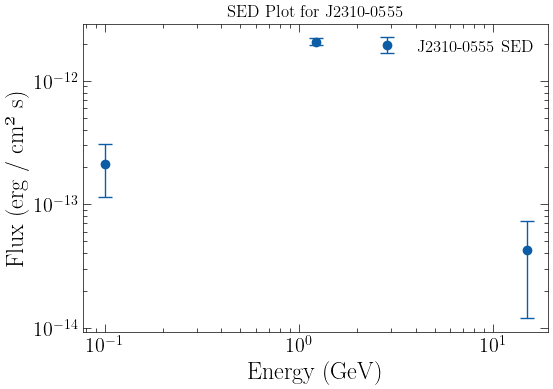 SED Plot for J2310-0555
J2310-0555 SED
Flux (erg / cm² s)
10⁻¹²
10⁻¹³
10⁻¹⁴
10⁻¹
10⁰
10¹
Energy (GeV)